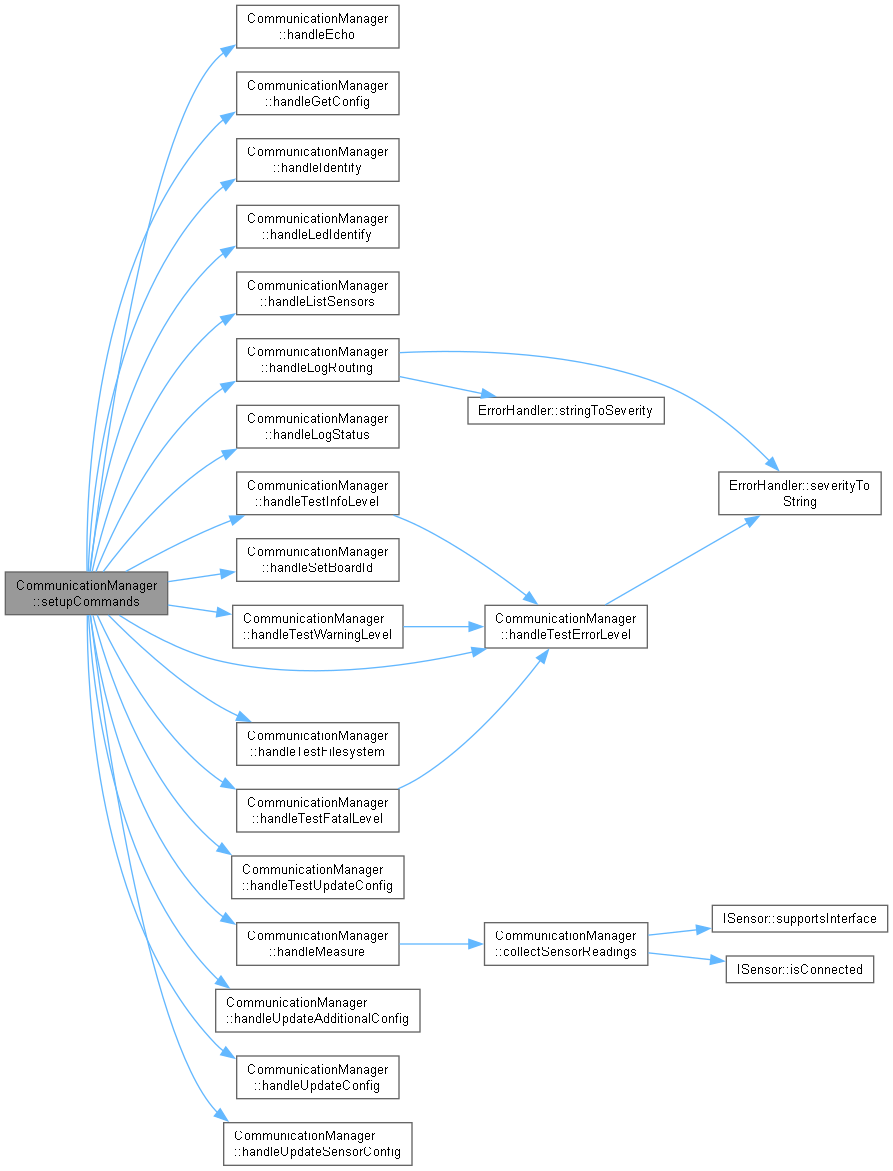 CommunicationManager
::handleEcho
CommunicationManager
::handleGetConfig
CommunicationManager
::handleIdentify
CommunicationManager
::handleLedIdentify
CommunicationManager
::handleListSensors
CommunicationManager
::handleLogRouting
ErrorHandler::stringToSeverity
CommunicationManager
::handleLogStatus
CommunicationManager
::handleTestInfoLevel
ErrorHandler::severityTo
String
CommunicationManager
::handleSetBoardId
CommunicationManager
::setupCommands
CommunicationManager
::handleTestWarningLevel
CommunicationManager
::handleTestErrorLevel
CommunicationManager
::handleTestFilesystem
CommunicationManager
::handleTestFatalLevel
CommunicationManager
::handleTestUpdateConfig
CommunicationManager
::handleMeasure
CommunicationManager
::collectSensorReadings
ISensor::supportsInterface
ISensor::isConnected
CommunicationManager
::handleUpdateAdditionalConfig
CommunicationManager
::handleUpdateConfig
CommunicationManager
::handleUpdateSensorConfig